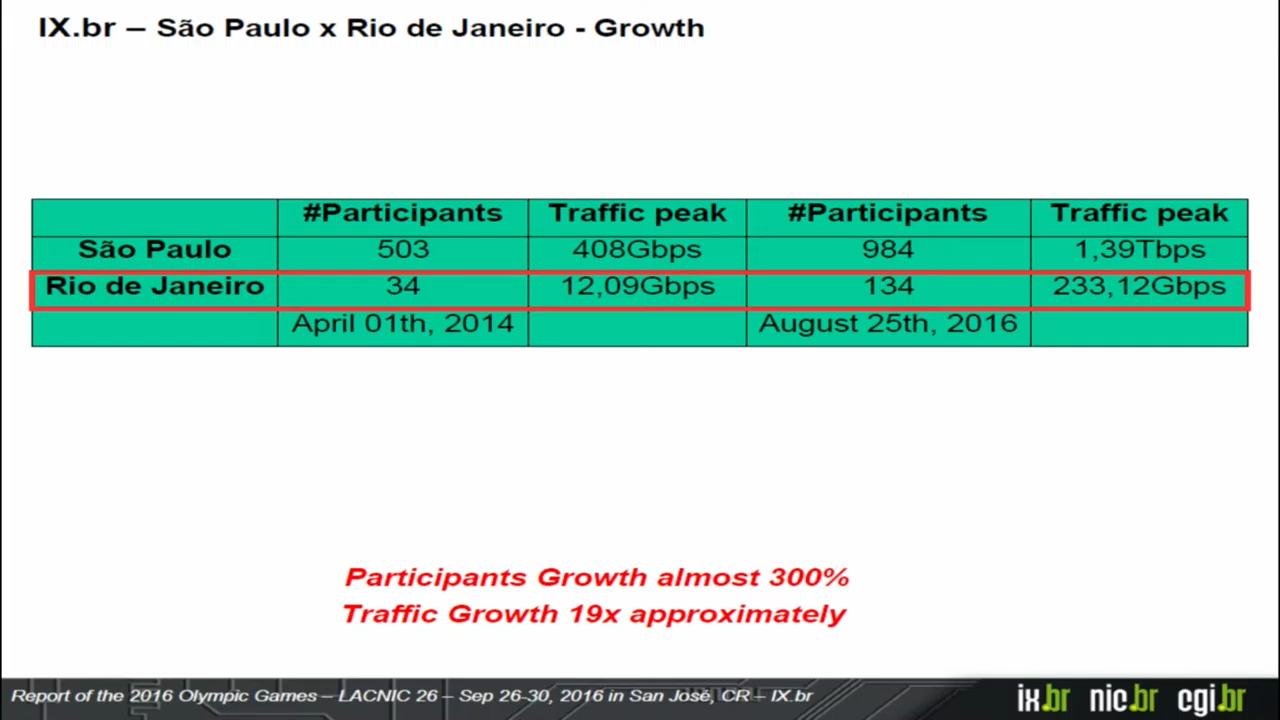 IX.br – São Paulo x Rio de Janeiro - Growth
#Participants Traffic peak #Participants Traffic peak
São Paulo 503 408Gbps 984 1,39Tbps
Rio de Janeiro 34 12,09Gbps 134 233,12Gbps
April 01th, 2014 August 25th, 2016
Participants Growth almost 300%
Traffic Growth 19x approximately
Report of the 2016 Olympic Games – LACNIC 26 – Sep 26-30, 2016 in San José, CR – IX.br
ix.br nic.br cgi.br